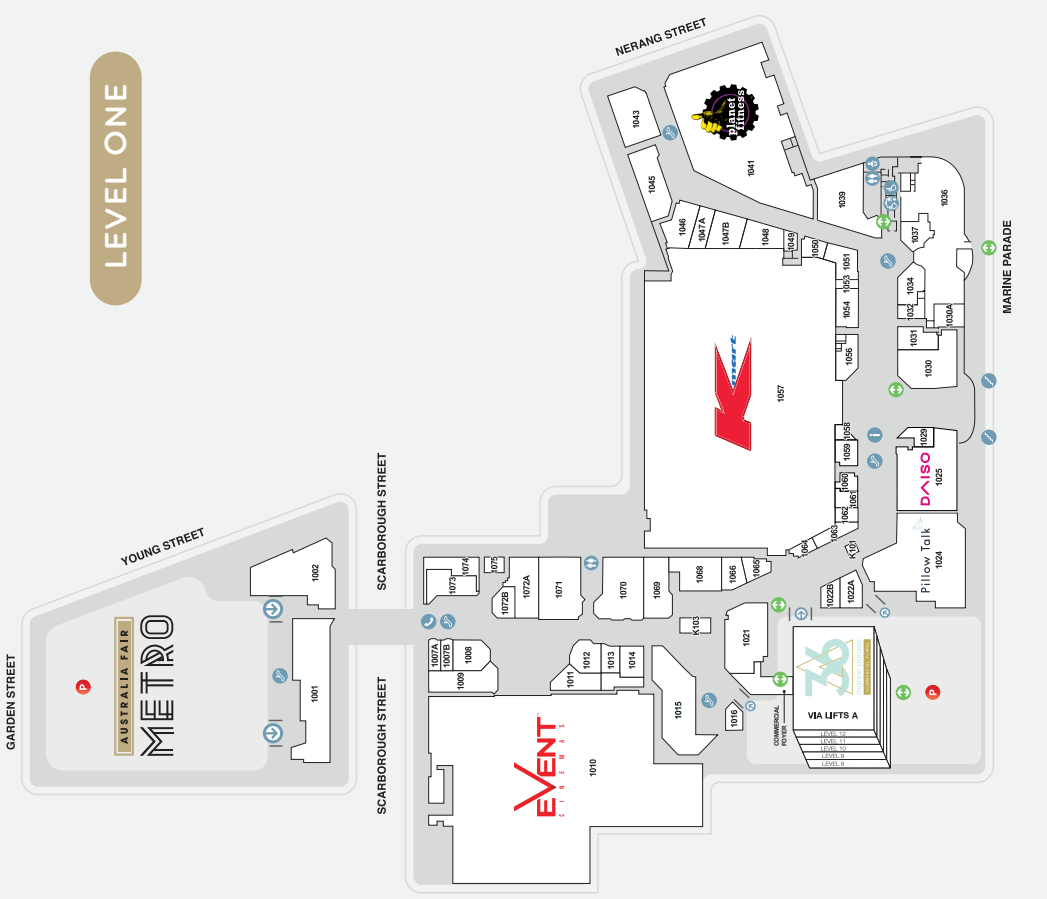 LEVEL ONE
NERANG STREET
MARINE PARADE
SCARBOROUGH STREET
YOUNG STREET
GARDEN STREET
SCARBOROUGH STREET
AUSTRALIA FAIR
METRO
P
1002
1001
1043
1045
planet
fitness
1041
1046
1047A
1047B
1048
1049
1050
1039
1036
1037
1051
1053
1054
1056
1034
1032
1030A
1031
1030
Kmart
1057
1058
1059
1060
1061
1062
1063
1064
i
1029
DAISO
1025
Pillow Talk
1024
K101
1022B
1022A
1075
1074
1073
1072B
1072A
1071
1070
1069
1068
1066
1065
K103
1021
1007A
1007B
1008
1009
1011
1012
1013
1014
1015
1016
EVENT
CINEMAS
1010
COMMERCIAL
FOYER
36
VIA LIFTS A
LEVEL 12
LEVEL 11
LEVEL 10
LEVEL 9
LEVEL 8
P